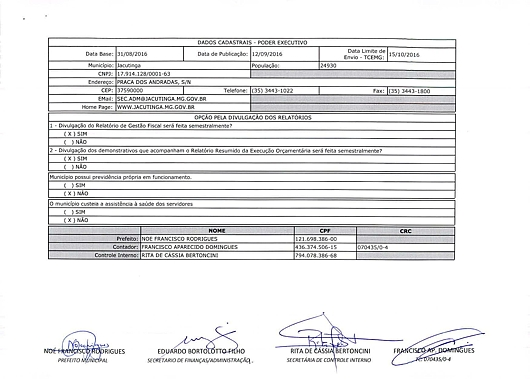 DADOS CADASTRAIS - PODER EXECUTIVO
Data Base: 31/08/2016 Data de Publicação: 12/09/2016 Data Limite de Envio - TCEMG: 15/10/2016
Município: Jacutinga População: 24930
CNPJ: 17.914.128/0001-63
Endereço: PRACA DOS ANDRADAS, S/N
CEP: 37590000 Telefone: (35) 3443-1022 Fax: (35) 3443-1800
EMail: SEC.ADM@JACUTINGA.MG.GOV.BR
Home Page: WWW.JACUTINGA.MG.GOV.BR
OPÇÃO PELA DIVULGAÇÃO DOS RELATÓRIOS
1 - Divulgação do Relatório de Gestão Fiscal será feita semestralmente?
( X ) SIM
( ) NÃO
2 - Divulgação dos demonstrativos que acompanham o Relatório Resumido da Execução Orçamentária será feita semestralmente?
( X ) SIM
( ) NÃO
Município possui previdência própria em funcionamento.
( ) SIM
( X ) NÃO
O município custeia a assistência à saúde dos servidores
( ) SIM
( X ) NÃO
NOME CPF CRC
Prefeito: NOE FRANCISCO RODRIGUES 121.698.386-00
Contador: FRANCISCO APARECIDO DOMINGUES 436.374.506-15 070435/0-4
Controle Interno: RITA DE CASSIA BERTONCINI 794.078.386-68
NOÉ FRANCISCO RODRIGUES EDUARDO BORTOLOTTO FILHO RITA DE CÁSSIA BERTONCINI FRANCISCO AP. DOMINGUES
PREFEITO MUNICIPAL SECRETARIO DE FINANÇAS/ADMINISTRAÇÃO SECRETÁRIA DE CONTROLE INTERNO 070435/0-4